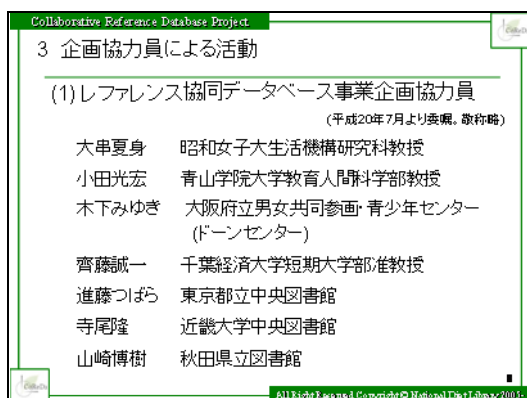 Collaborative Reference Database Project
3 企画協力員による活動
(1)レファレンス協同データベース事業企画協力員
(平成20年7月より委嘱。敬称略)
大串夏身 昭和女子大生活機構研究科教授
小田光宏 青山学院大学教育人間科学部教授
木下みゆき 大阪府立男女共同参画・青少年センター
(ドーンセンター)
齊藤誠一 千葉経済大学短期大学部准教授
進藤つばら 東京都立中央図書館
寺尾隆 近畿大学中央図書館
山崎博樹 秋田県立図書館
All Right Reserved Copyright© National Diet Library 2005-